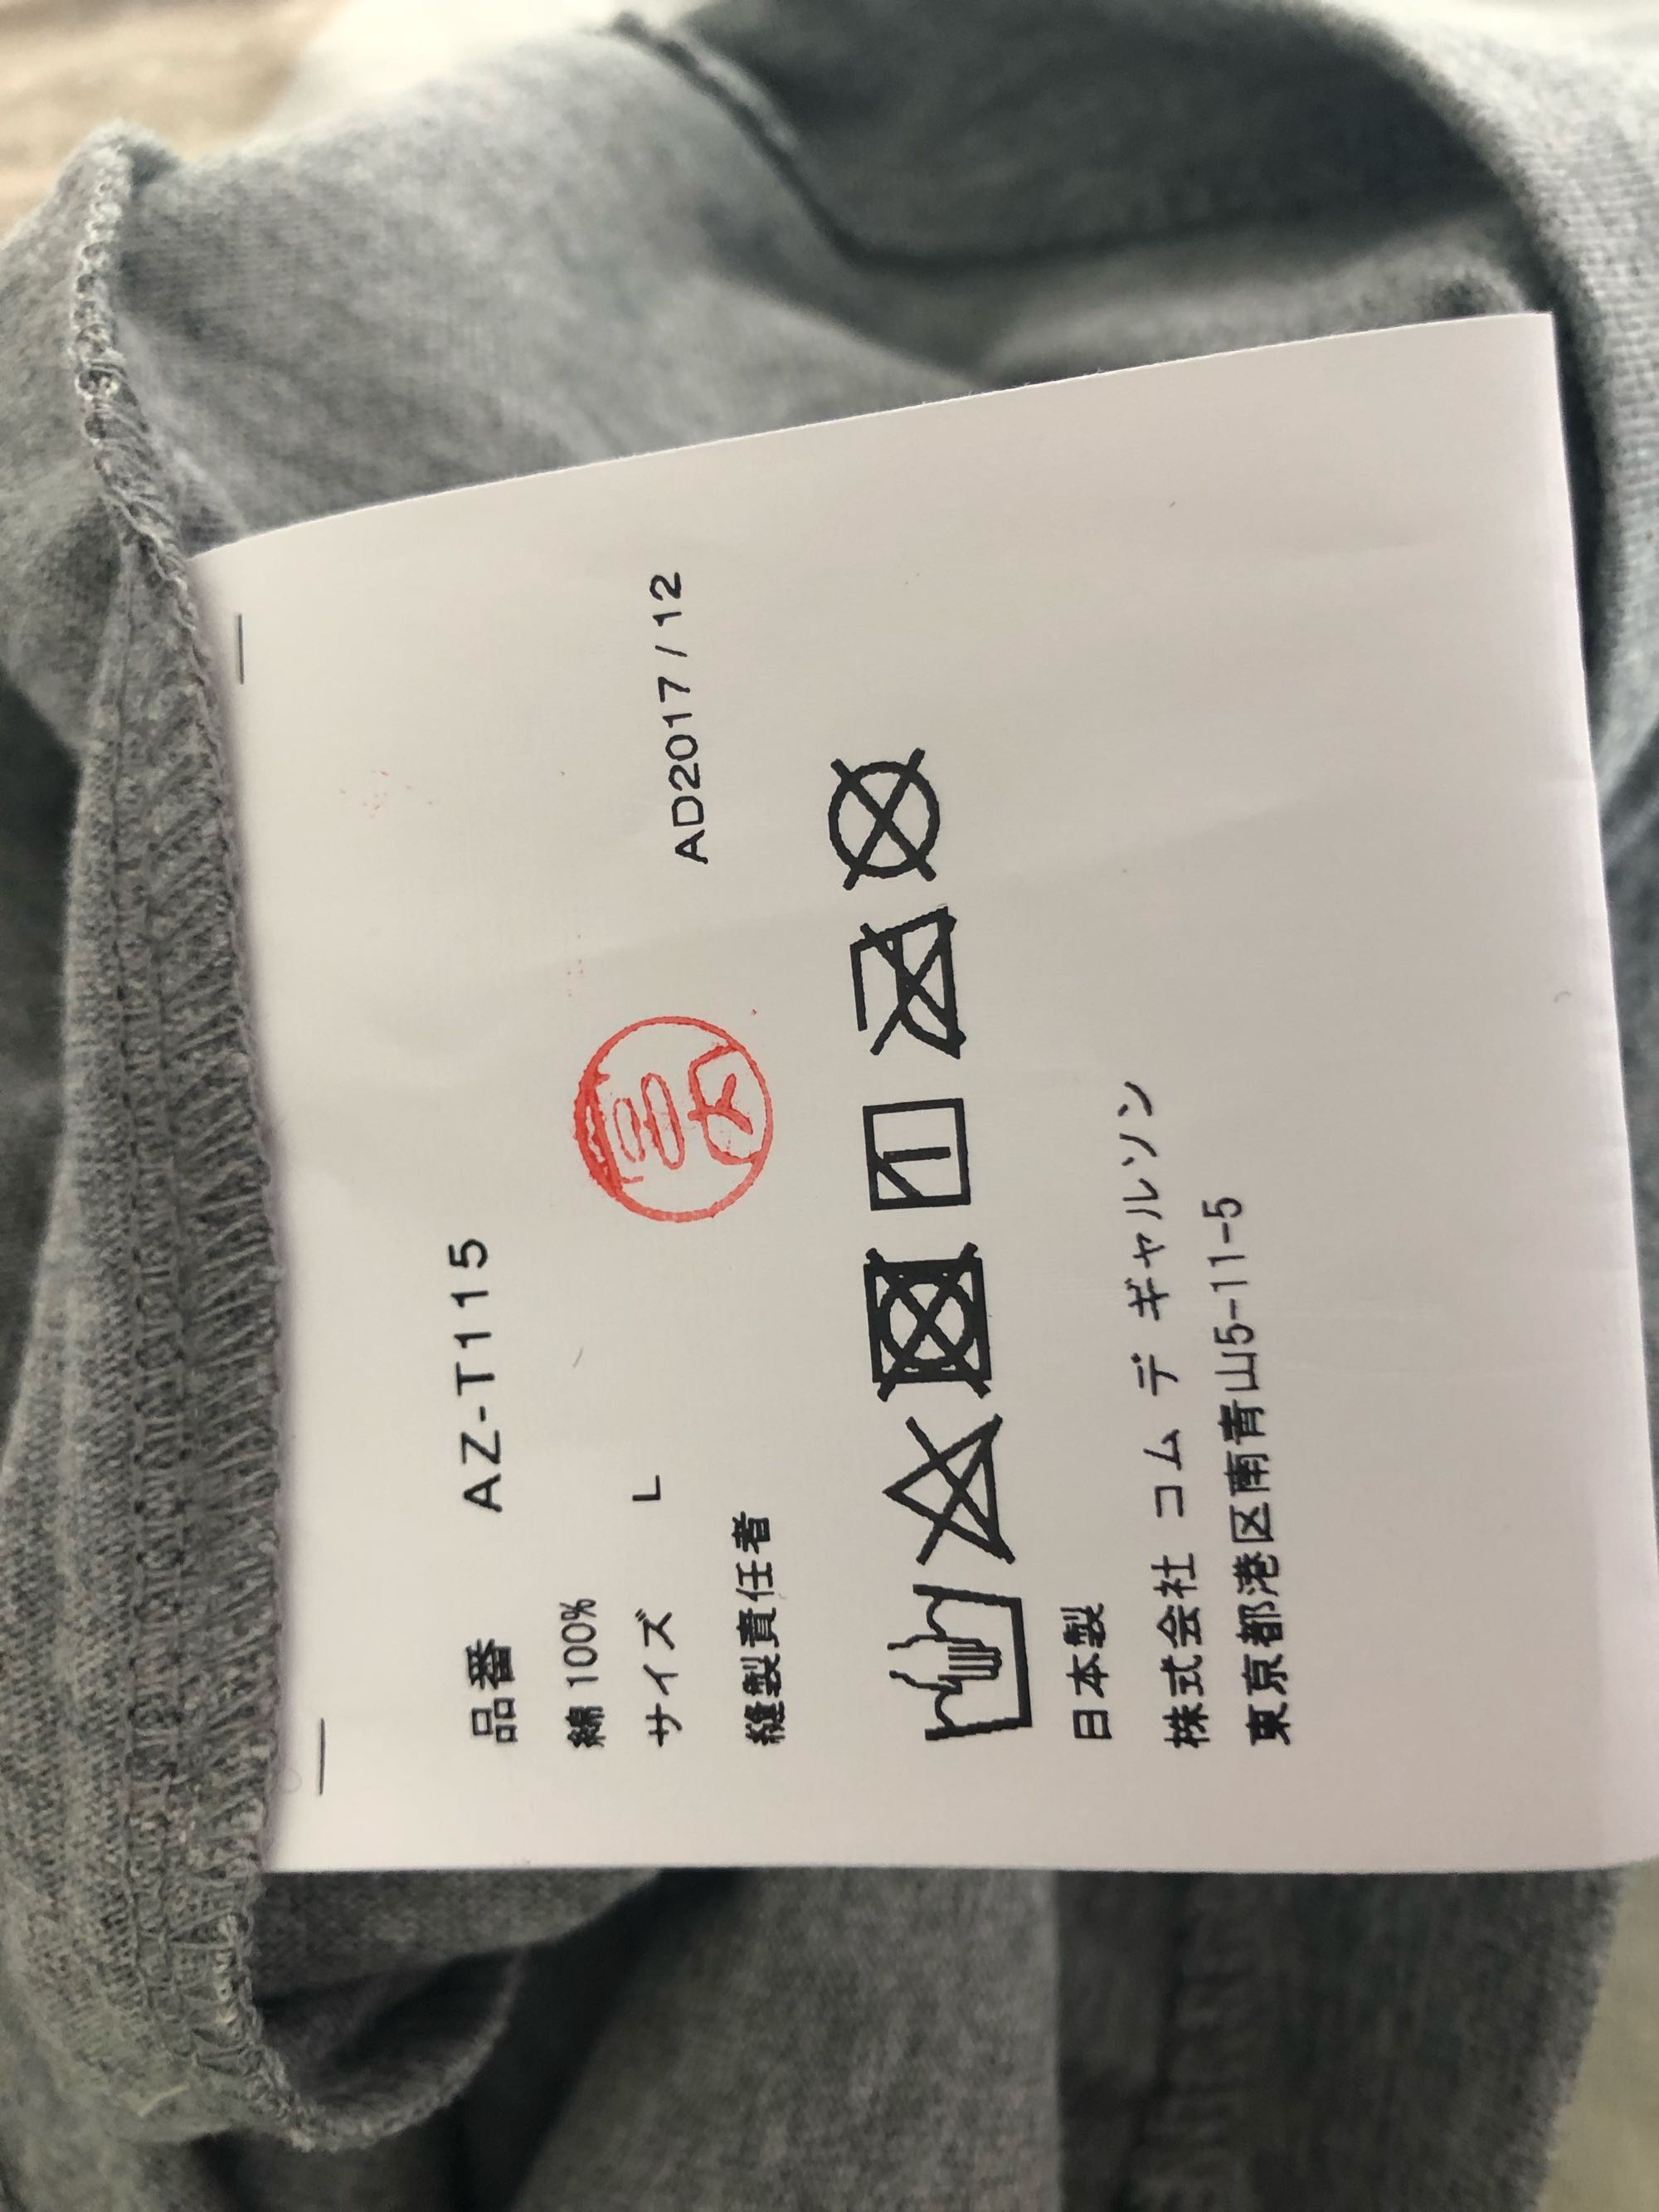 品番 AZ-T115
綿 100%
サイズ L
AD2017/12
縫製責任者
日本製
株式会社 コム デ ギャルソン
東京都港区南青山5-11-5